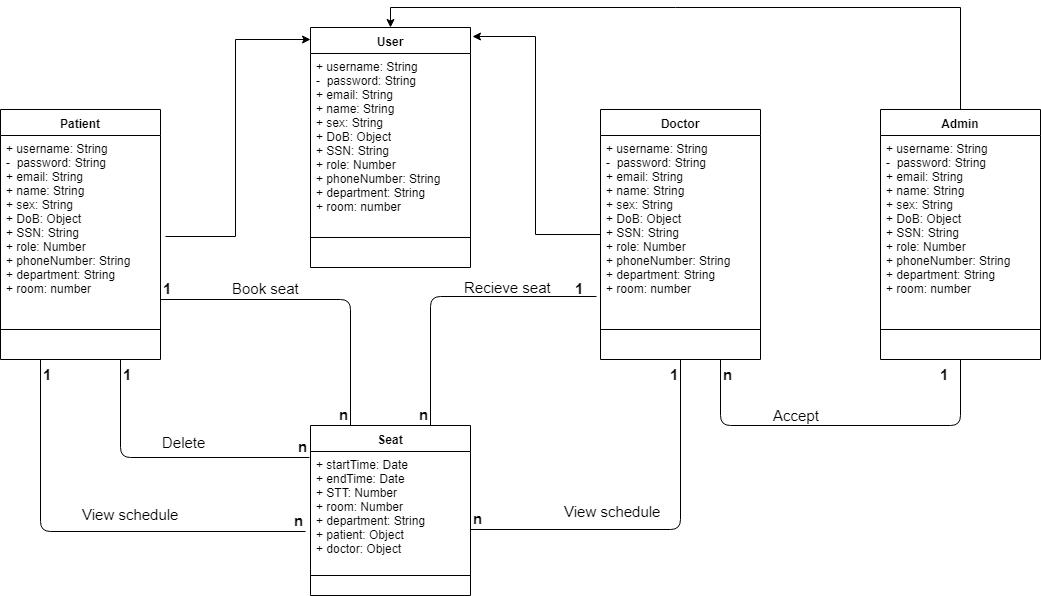 User
+ username: String
-  password: String
+ email: String
+ name: String
+ sex: String
+ DoB: Object
+ SSN: String
+ role: Number
+ phoneNumber: String
+ department: String
+ room: number
Patient
+ username: String
-  password: String
+ email: String
+ name: String
+ sex: String
+ DoB: Object
+ SSN: String
+ role: Number
+ phoneNumber: String
+ department: String
+ room: number
Doctor
+ username: String
-  password: String
+ email: String
+ name: String
+ sex: String
+ DoB: Object
+ SSN: String
+ role: Number
+ phoneNumber: String
+ department: String
+ room: number
Admin
+ username: String
-  password: String
+ email: String
+ name: String
+ sex: String
+ DoB: Object
+ SSN: String
+ role: Number
+ phoneNumber: String
+ department: String
+ room: number
1 Book seat
Recieve seat 1
1
1
1
n
1
n
n
Accept
Delete
n
Seat
+ startTime: Date
+ endTime: Date
+ STT: Number
+ room: Number
+ department: String
+ patient: Object
+ doctor: Object
View schedule
n
n
View schedule